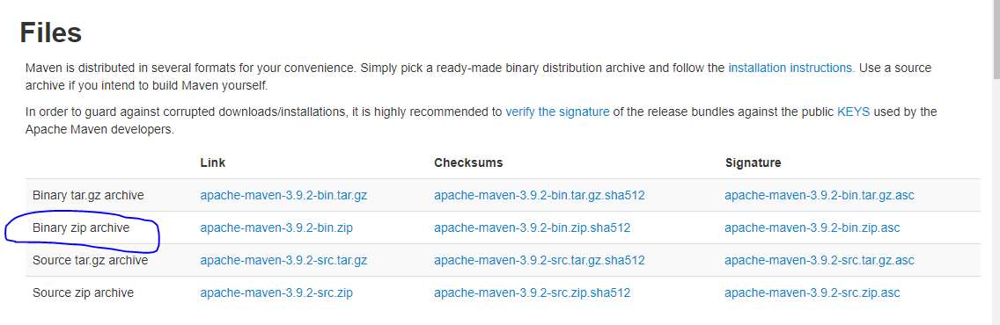 Files
Maven is distributed in several formats for your convenience. Simply pick a ready-made binary distribution archive and follow the installation instructions. Use a source
archive if you intend to build Maven yourself.
In order to guard against corrupted downloads/installations, it is highly recommended to verify the signature of the release bundles against the public KEYS used by the
Apache Maven developers.
Link Checksums Signature
Binary tar.gz archive apache-maven-3.9.2-bin.tar.gz apache-maven-3.9.2-bin.tar.gz.sha512 apache-maven-3.9.2-bin.tar.gz.asc
Binary zip archive apache-maven-3.9.2-bin.zip apache-maven-3.9.2-bin.zip.sha512 apache-maven-3.9.2-bin.zip.asc
Source tar.gz archive apache-maven-3.9.2-src.tar.gz apache-maven-3.9.2-src.tar.gz.sha512 apache-maven-3.9.2-src.tar.gz.asc
Source zip archive apache-maven-3.9.2-src.zip apache-maven-3.9.2-src.zip.sha512 apache-maven-3.9.2-src.zip.asc